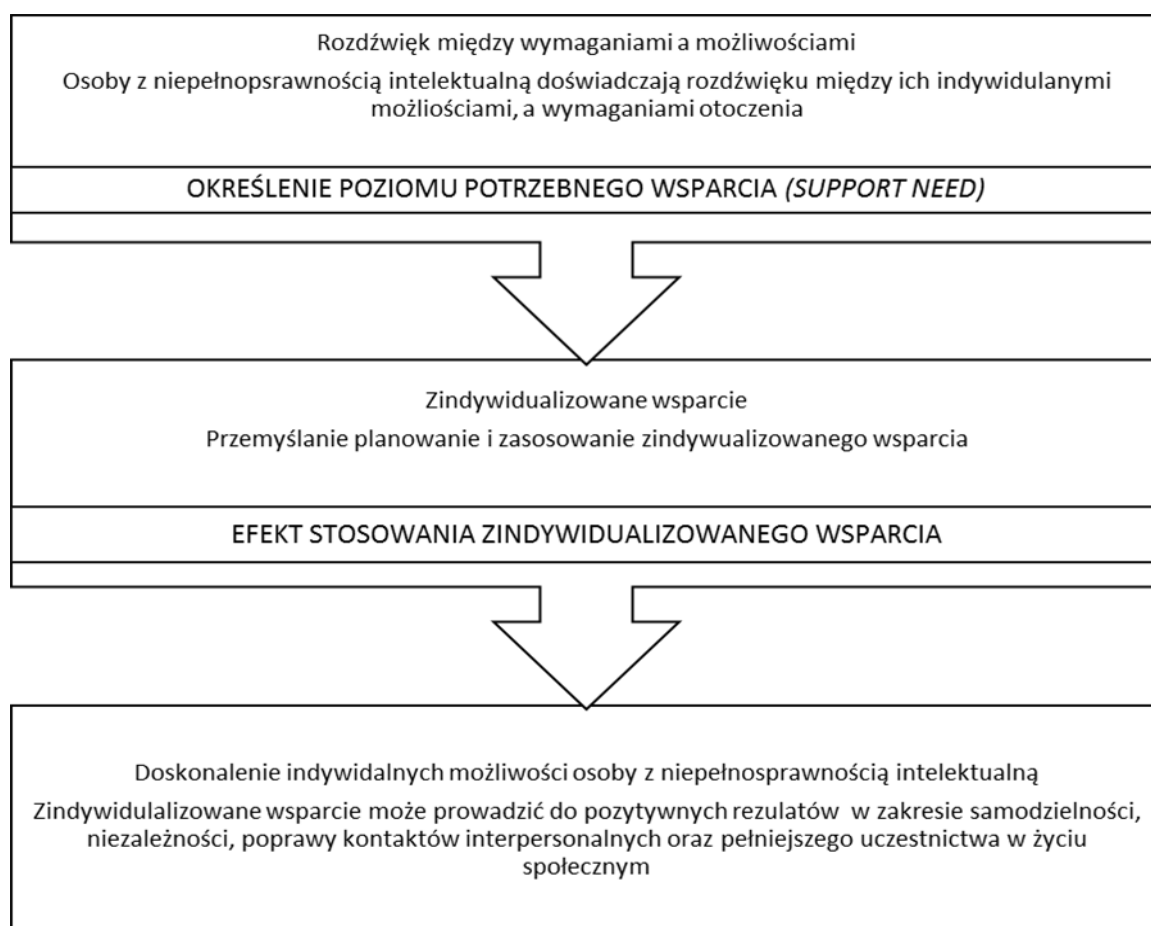 Rozdźwięk między wymaganiami a możliwościami
Osoby z niepełnopsrawnością intelektualną doświadczają rozdźwięku między ich indywidulanymi
możliościami, a wymaganiami otoczenia
OKREŚLENIE POZIOMU POTRZEBNEGO WSPARCIA (SUPPORT NEED)
Zindywidualizowane wsparcie
Przemyślanie planowanie i zasosowanie zindywualizowanego wsparcia
EFEKT STOSOWANIA ZINDYWIDUALIZOWANEGO WSPARCIA
Doskonalenie indywidalnych możliwości osoby z niepełnosprawnością intelektualną
Zindywidulalizowane wsparcie może prowadzić do pozytywnych rezulatów w zakresie samodzielności,
niezależności, poprawy kontaktów interpersonalnych oraz pełniejszego uczestnictwa w życiu
społecznym